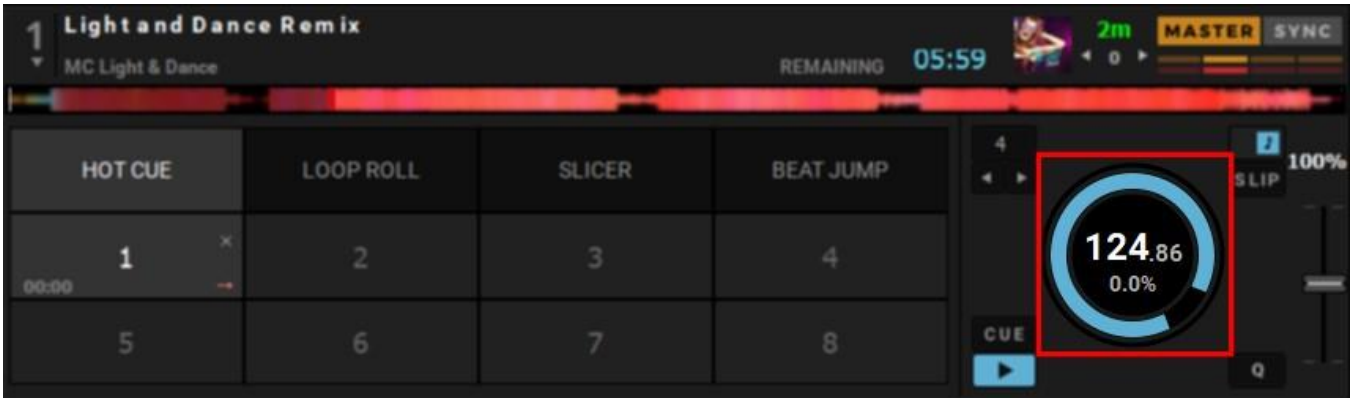 1 Light and Dance Remix
MC Light & Dance
REMAINING 05:59
2m
0
MASTER SYNC
HOT CUE LOOP ROLL SLICER BEAT JUMP
4
SLIP
100%
1 2 3 4
00:00
124.86
0.0%
5 6 7 8
CUE
Q